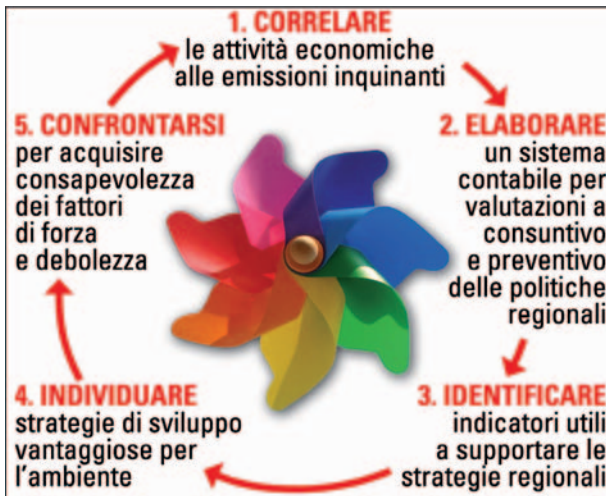 1. CORRELARE
le attività economiche
alle emissioni inquinanti
2. ELABORARE
un sistema
contabile per
valutazioni a
consuntivo
e preventivo
delle politiche
regionali
3. IDENTIFICARE
indicatori utili
a supportare le
strategie regionali
4. INDIVIDUARE
strategie di sviluppo
vantaggiose per
l'ambiente
5. CONFRONTARSI
per acquisire
consapevolezza
dei fattori
di forza
e debolezza